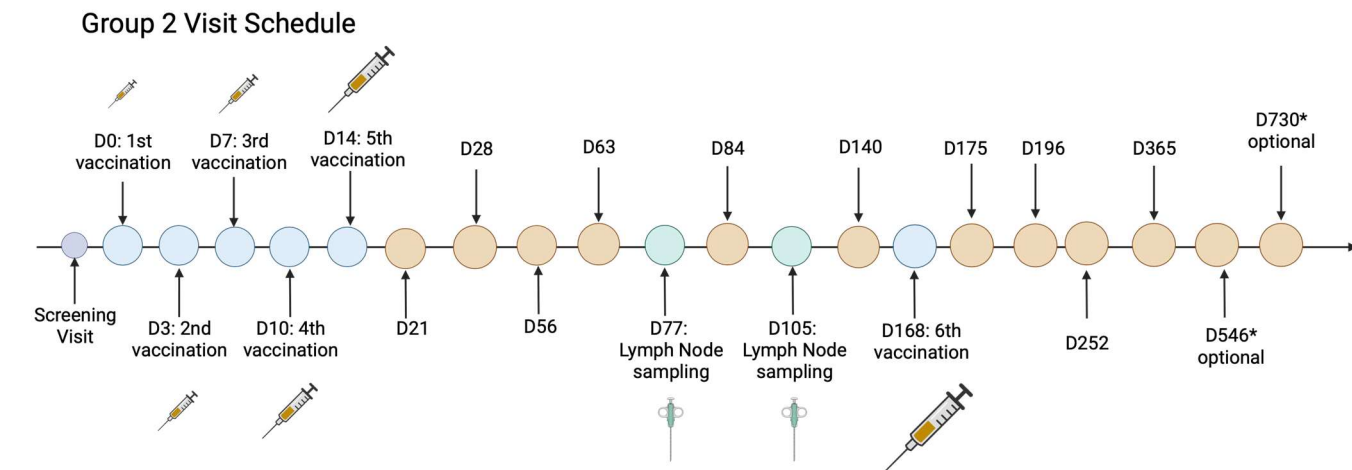 Group 2 Visit Schedule
D0: 1st
vaccination
D7: 3rd
vaccination
D14: 5th
vaccination
D28
D63
D84
D140
D175
D196
D365
D730*
optional
Screening
Visit
D3: 2nd
vaccination
D10: 4th
vaccination
D21
D56
D77:
Lymph Node
sampling
D105:
Lymph Node
sampling
D168: 6th
vaccination
D252
D546*
optional